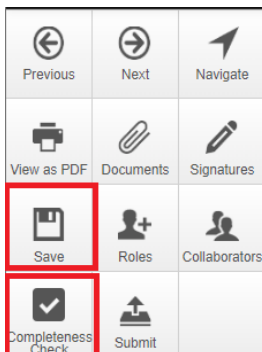 Previous Next Navigate
View as PDF Documents Signatures
Save Roles Collaborators
Completeness Submit
Check